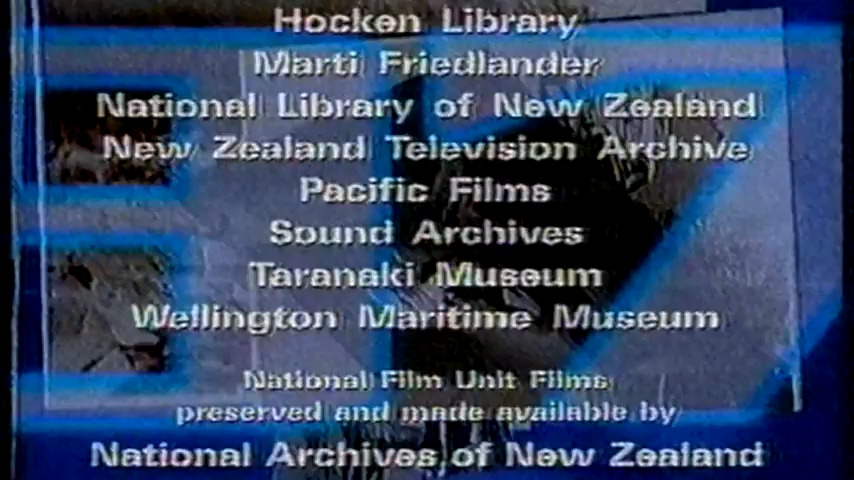 Hocken Library
Marti Friedlander
National Library of New Zealand
New Zealand Television Archive
Pacific Films
Sound Archives
Taranaki Museum
Wellington Maritime Museum
National Film Unit Films
preserved and made available by
National Archives of New Zealand